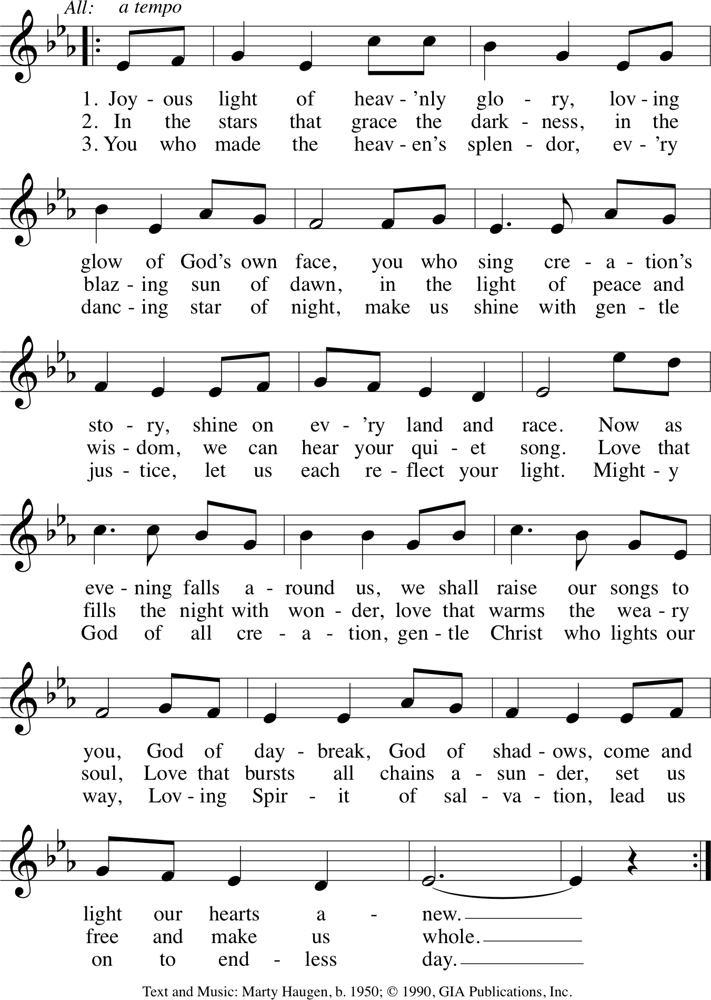 All: a tempo
1. Joy - ous light of heav - ’nly glo - ry, lov - ing
2. In the stars that grace the dark - ness, in the
3. You who made the heav - en’s splen - dor, ev - ’ry
glow of God’s own face, you who sing cre - a - tion’s
blaz - ing sun of dawn, in the light of peace and
danc - ing star of night, make us shine with gen - tle
sto - ry, shine on ev - ’ry land and race. Now as
wis - dom, we can hear your qui - et song. Love that
jus - tice, let us each re - flect your light. Might - y
eve - ning falls a - round us, we shall raise our songs to
fills the night with won - der, love that warms the wea - ry
God of all cre - a - tion, gen - tle Christ who lights our
you, God of day - break, God of shad - ows, come and
soul, Love that bursts all chains a - sun - der, set us
way, Lov - ing Spir - it of sal - va - tion, lead us
light our hearts a - new.
free and make us whole.
on to end - less day.
Text and Music: Marty Haugen, b. 1950; © 1990, GIA Publications, Inc.